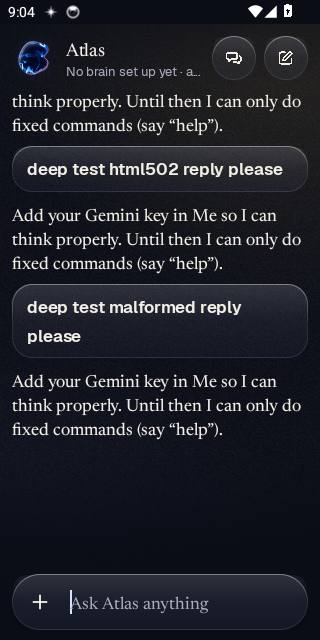 9:04
Atlas
No brain set up yet · a...
think properly. Until then I can only do
fixed commands (say “help”).
deep test html502 reply please
Add your Gemini key in Me so I can
think properly. Until then I can only do
fixed commands (say “help”).
deep test malformed reply
please
Add your Gemini key in Me so I can
think properly. Until then I can only do
fixed commands (say “help”).
Ask Atlas anything